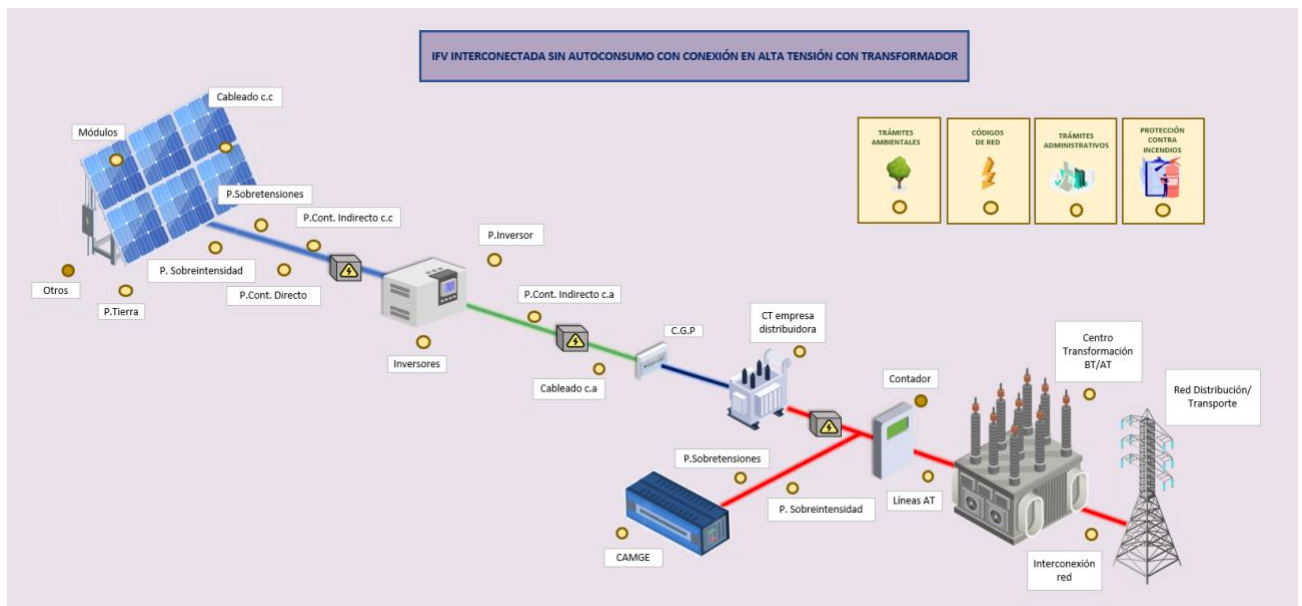 IFV INTERCONECTADA SIN AUTOCONSUMO CON CONEXIÓN EN ALTA TENSIÓN CON TRANSFORMADOR
Cableado c.c
Módulos
TRÁMITES
AMBIENTALES
CÓDIGOS
DE RED
TRÁMITES
ADMINISTRATIVOS
PROTECCIÓN
CONTRA
INCENDIOS
P.Sobretensiones
P.Cont. Indirecto c.c
P.Inversor
P. Sobreintensidad
Otros
P.Cont. Directo
P.Tierra
P.Cont. Indirecto c.a
Inversores
C.G.P
CT empresa
distribuidora
Cableado c.a
Contador
Centro
Transformación
BT/AT
Red Distribución/
Transporte
P.Sobretensiones
P. Sobreintensidad
Líneas AT
CAMGE
Interconexión
red